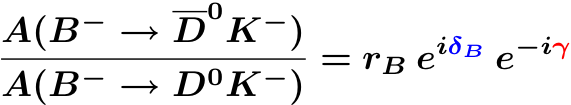 A(B⁻ → D̅⁰K⁻)
A(B⁻ → D⁰K⁻) = r_B e^{iδ_B} e^{−iγ}